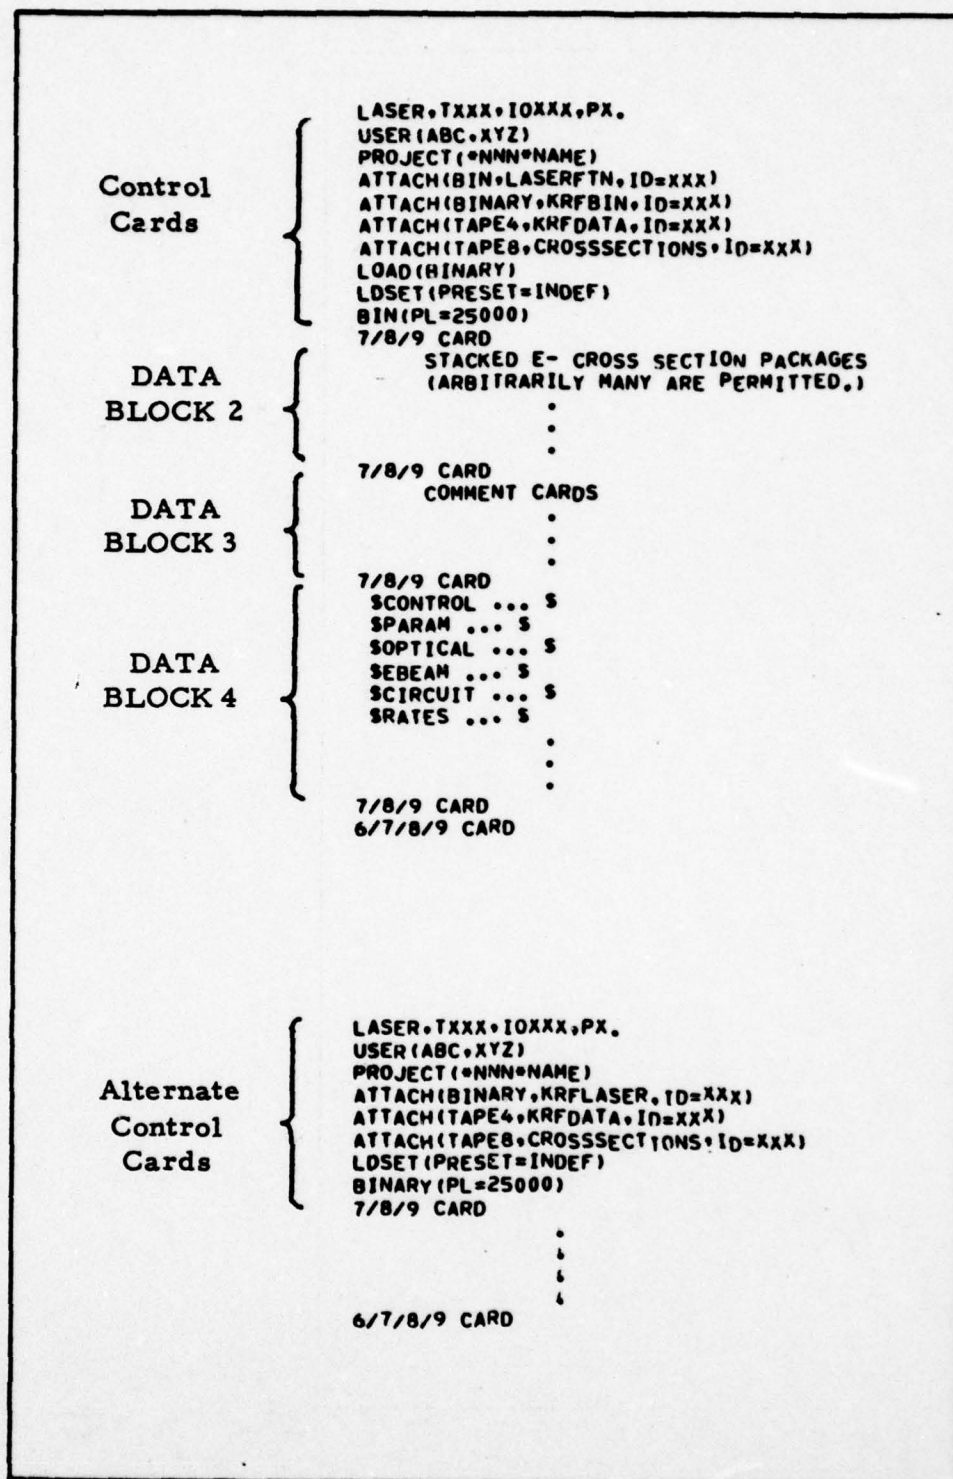 LASER,TXXX,IOXXX,PX.
USER(ABC,XYZ)
PROJECT(*NNN*NAME)
ATTACH(BIN,LASERFTN,ID=XXX)
ATTACH(BINARY,KRFBIN,ID=XXX)
ATTACH(TAPE4,KRFDATA,ID=XXX)
ATTACH(TAPE8,CROSSSECTIONS,ID=XXX)
LOAD(BINARY)
LDSET(PRESET=INDEF)
BIN(PL=25000)
Control
Cards
7/8/9 CARD
STACKED E- CROSS SECTION PACKAGES
(ARBITRARILY MANY ARE PERMITTED.)
.
.
.
DATA
BLOCK 2
7/8/9 CARD
COMMENT CARDS
.
.
.
DATA
BLOCK 3
7/8/9 CARD
$CONTROL ... $
$PARAM ... $
$OPTICAL ... $
$EBEAM ... $
$CIRCUIT ... $
$RATES ... $
.
.
.
DATA
BLOCK 4
7/8/9 CARD
6/7/8/9 CARD
LASER,TXXX,IOXXX,PX.
USER(ABC,XYZ)
PROJECT(*NNN*NAME)
ATTACH(BINARY,KRFLASER,ID=XXX)
ATTACH(TAPE4,KRFDATA,ID=XXX)
ATTACH(TAPE8,CROSSSECTIONS,ID=XXX)
LDSET(PRESET=INDEF)
BINARY(PL=25000)
7/8/9 CARD
Alternate
Control
Cards
.
.
.
.
6/7/8/9 CARD